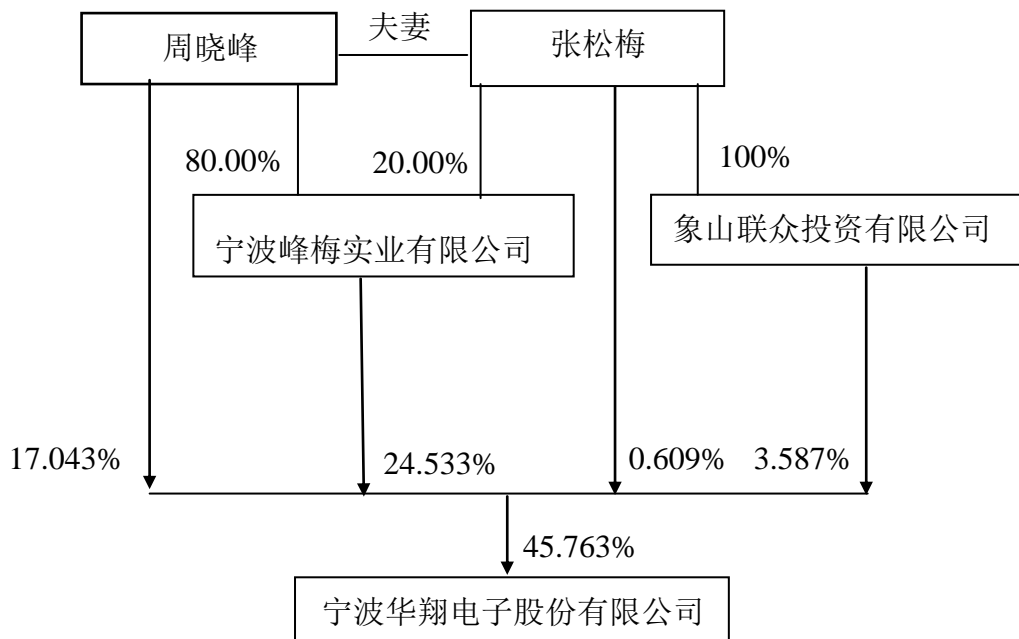 夫妻
周晓峰
张松梅
80.00%
20.00%
100%
宁波峰梅实业有限公司
象山联众投资有限公司
17.043%
24.533%
0.609%
3.587%
45.763%
宁波华翔电子股份有限公司